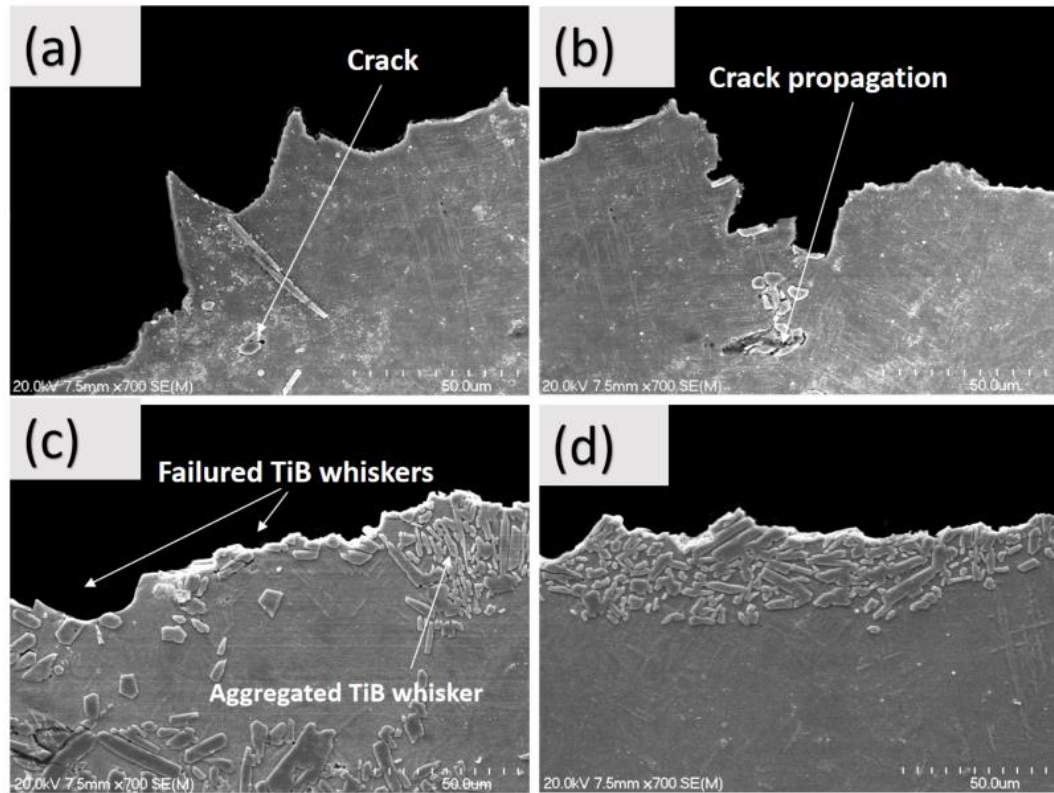 (a)
Crack
20.0kV 7.5mm x700 SE(M)
50.0um
(b)
Crack propagation
20.0kV 7.5mm x700 SE(M)
50.0um
(c)
Failured TiB whiskers
Aggregated TiB whisker
20.0kV 7.5mm x700 SE(M)
50.0um
(d)
20.0kV 7.5mm x700 SE(M)
50.0um